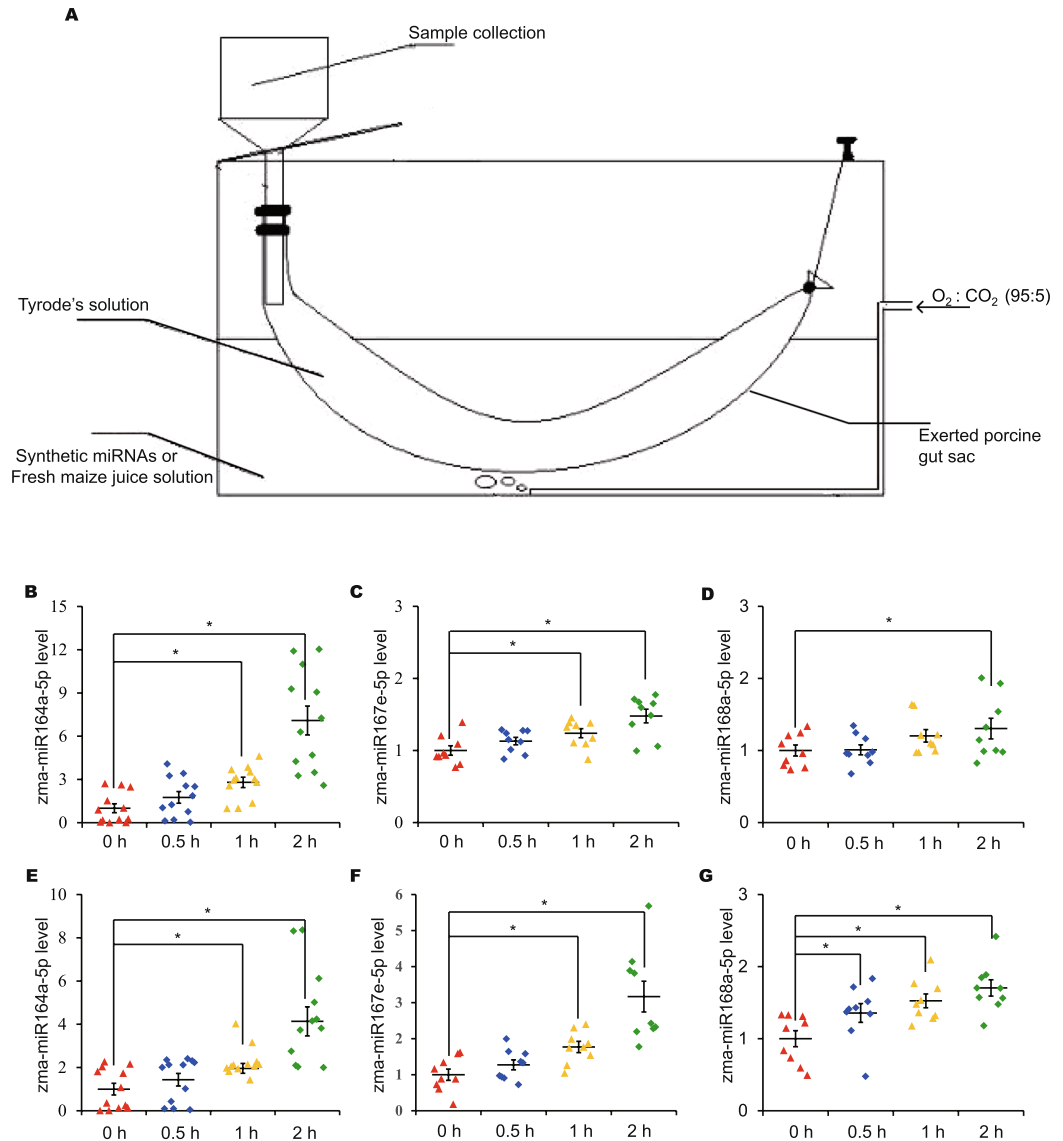 A
Sample collection
Tyrode's solution
O2 : CO2 (95:5)
Exerted porcine
gut sac
Synthetic miRNAs or
Fresh maize juice solution
B
zma-miR164a-5p level
15
12
9
6
3
0
0 h
0.5 h
1 h
2 h
*
*
C
zma-miR167e-5p level
3
2
1
0
0 h
0.5 h
1 h
2 h
*
*
D
zma-miR168a-5p level
3
2
1
0
0 h
0.5 h
1 h
2 h
*
E
zma-miR164a-5p level
10
8
6
4
2
0
0 h
0.5 h
1 h
2 h
*
*
F
zma-miR167e-5p level
6
5
4
3
2
1
0
0 h
0.5 h
1 h
2 h
*
*
G
zma-miR168a-5p level
3
2
1
0
0 h
0.5 h
1 h
2 h
*
*
*